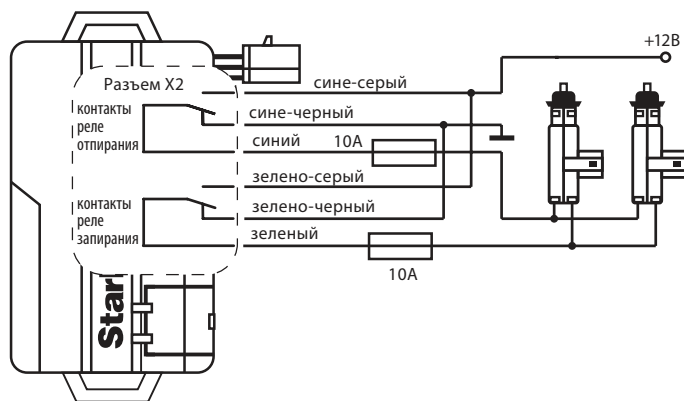 +12В
Разъем X2
сине-серый
контакты
реле
отпирания
сине-черный
синий
10А
зелено-серый
контакты
реле
запирания
зелено-черный
зеленый
10А
Star